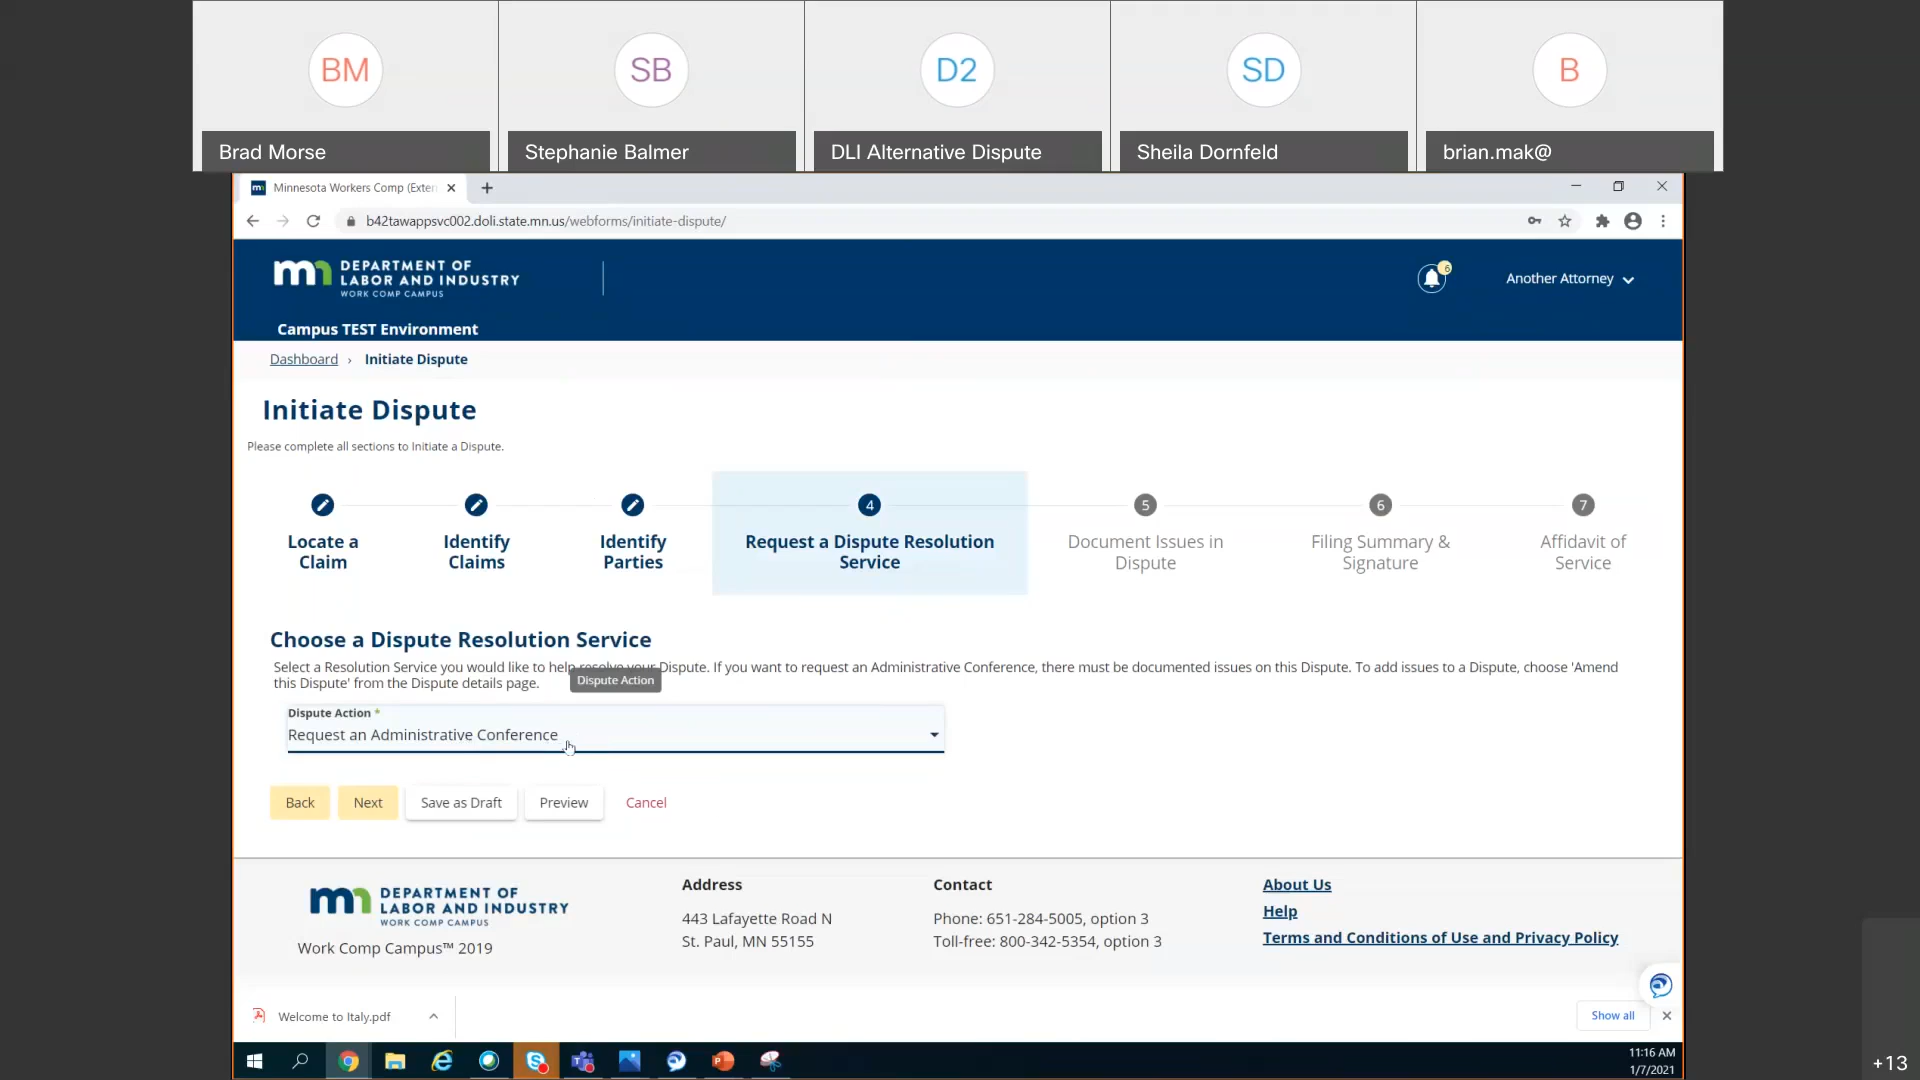 BM
SB
D2
SD
B
Brad Morse
Stephanie Balmer
DLI Alternative Dispute
Sheila Dornfeld
brian.mak@
mn Minnesota Workers Comp (Exter
b42tawappsvc002.doli.state.mn.us/webforms/initiate-dispute/
mn DEPARTMENT OF
LABOR AND INDUSTRY
WORK COMP CAMPUS
6
Another Attorney
Campus TEST Environment
Dashboard › Initiate Dispute
Initiate Dispute
Please complete all sections to Initiate a Dispute.
4
5
6
7
Locate a
Claim
Identify
Claims
Identify
Parties
Request a Dispute Resolution
Service
Document Issues in
Dispute
Filing Summary &
Signature
Affidavit of
Service
Choose a Dispute Resolution Service
Select a Resolution Service you would like to help resolve your Dispute. If you want to request an Administrative Conference, there must be documented issues on this Dispute. To add issues to a Dispute, choose 'Amend
this Dispute' from the Dispute details page.
Dispute Action
Dispute Action *
Request an Administrative Conference
Back
Next
Save as Draft
Preview
Cancel
mn DEPARTMENT OF
LABOR AND INDUSTRY
WORK COMP CAMPUS
Work Comp Campus™ 2019
Address
443 Lafayette Road N
St. Paul, MN 55155
Contact
Phone: 651-284-5005, option 3
Toll-free: 800-342-5354, option 3
About Us
Help
Terms and Conditions of Use and Privacy Policy
Welcome to Italy.pdf
Show all
11:16 AM
1/7/2021
+13